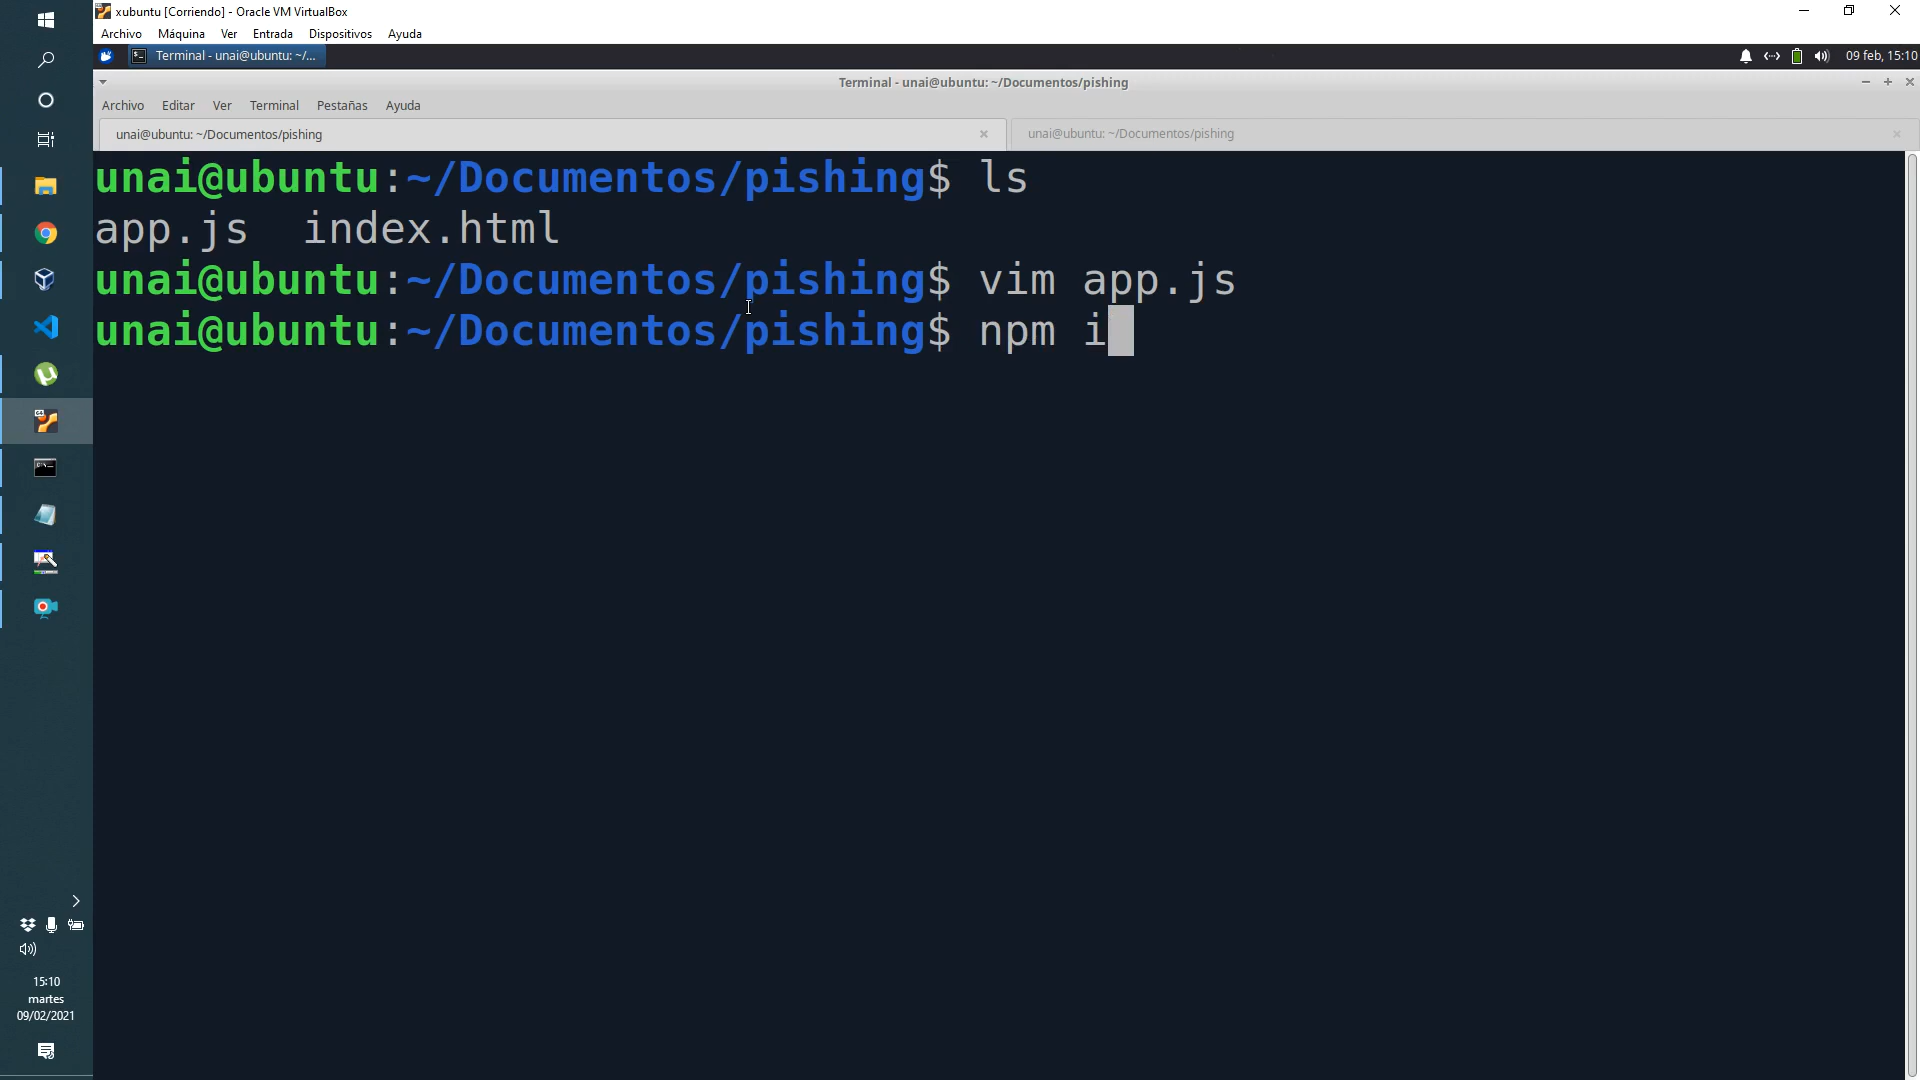 xubuntu [Corriendo] - Oracle VM VirtualBox
Archivo Máquina Ver Entrada Dispositivos Ayuda
Terminal - unai@ubuntu: ~/...
09 feb, 15:10
Terminal - unai@ubuntu: ~/Documentos/pishing
Archivo Editar Ver Terminal Pestañas Ayuda
unai@ubuntu: ~/Documentos/pishing
unai@ubuntu: ~/Documentos/pishing
unai@ubuntu:~/Documentos/pishing$ ls
app.js index.html
unai@ubuntu:~/Documentos/pishing$ vim app.js
unai@ubuntu:~/Documentos/pishing$ npm i
15:10
martes
09/02/2021